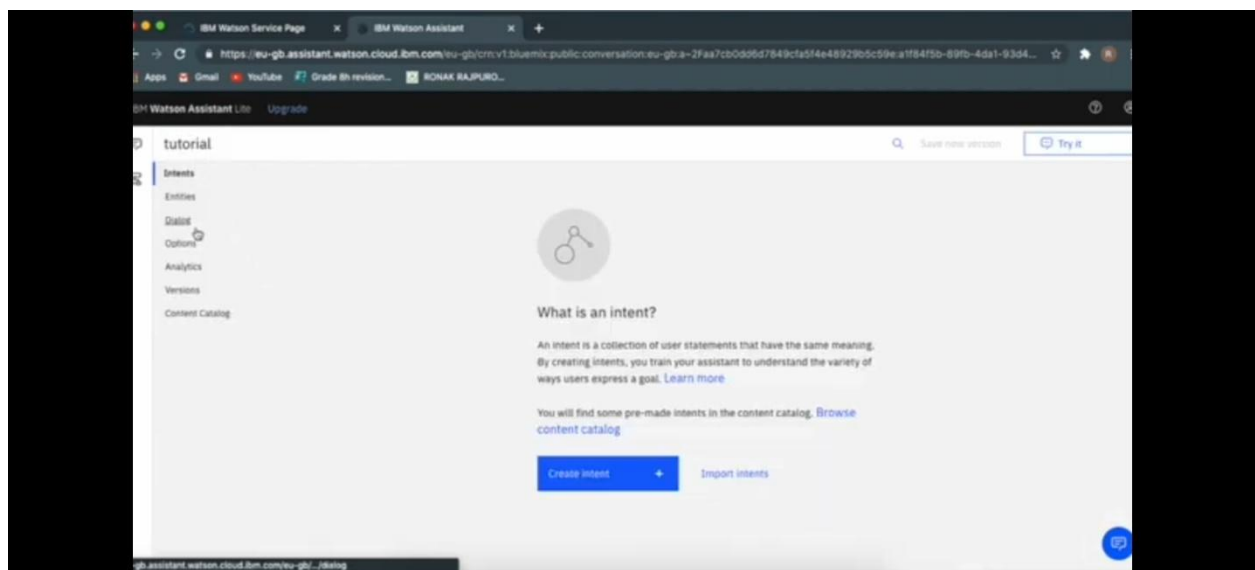 IBM Watson Service Page
IBM Watson Assistant
https://eu-gb.assistant.watson.cloud.ibm.com/eu-gb/crn:v1:bluemix:public:conversation:eu-gb:a~2Faa7cb0dd6d7849cfa5f4e48929b5c59e:a1f84f5b-89fb-4da1-93d4...
Apps Gmail YouTube Grade 8h revision... RONAK RAJPURO...
IBM Watson Assistant Lite Upgrade
tutorial
Save new version
Try it
Intents
Entities
Dialog
Options
Analytics
Versions
Content Catalog
What is an intent?
An intent is a collection of user statements that have the same meaning.
By creating intents, you train your assistant to understand the variety of
ways users express a goal. Learn more
You will find some pre-made intents in the content catalog. Browse
content catalog
Create intent +
Import intents
gb.assistant.watson.cloud.ibm.com/eu-gb/.../dialog